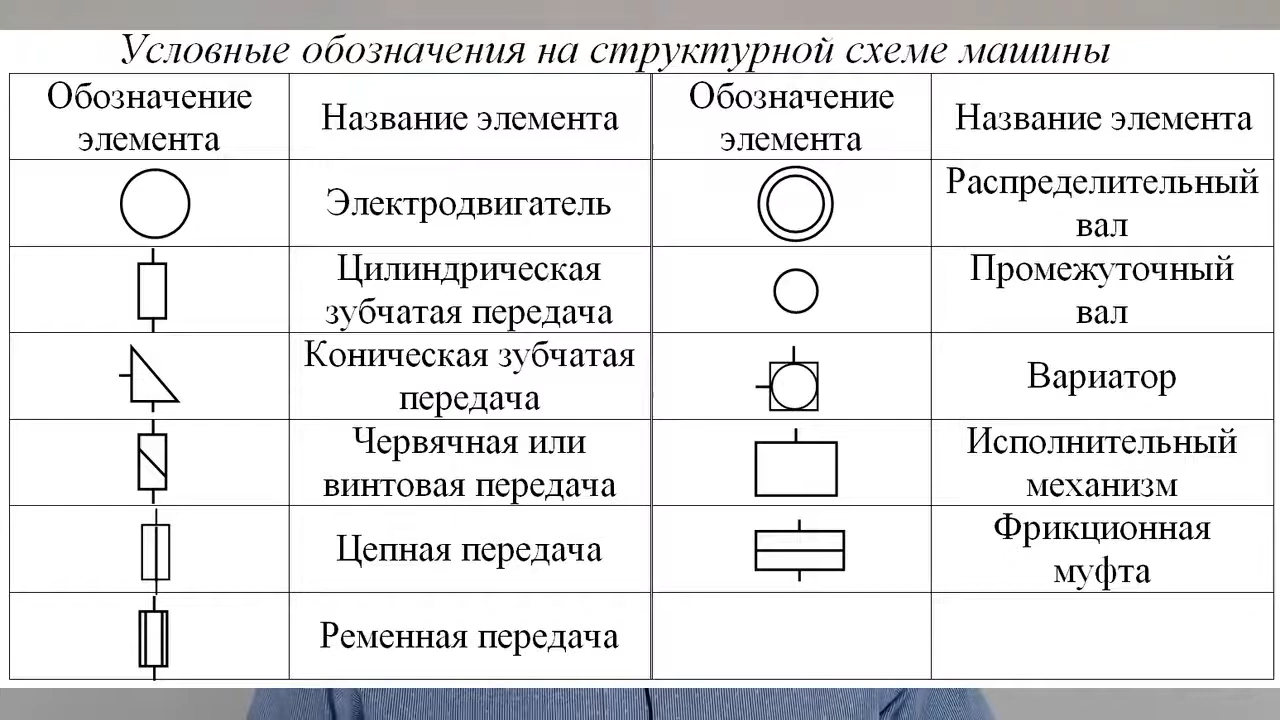 Условные обозначения на структурной схеме машины
Обозначение
элемента
Название элемента
Обозначение
элемента
Название элемента
Электродвигатель
Распределительный
вал
Цилиндрическая
зубчатая передача
Промежуточный
вал
Коническая зубчатая
передача
Вариатор
Червячная или
винтовая передача
Исполнительный
механизм
Цепная передача
Фрикционная
муфта
Ременная передача